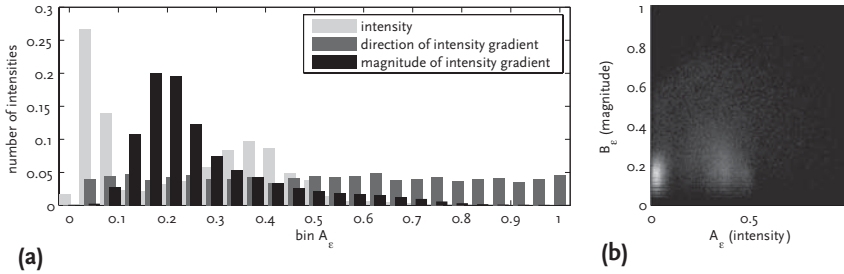 0.3
0.25
0.2
0.15
0.1
0.05
0
number of intensities
intensity
direction of intensity gradient
magnitude of intensity gradient
0 0.1 0.2 0.3 0.4 0.5 0.6 0.7 0.8 0.9 1
bin Aε
(a)
1
0.8
0.6
0.4
0.2
0
Bε (magnitude)
0 0.5
Aε (intensity)
(b)